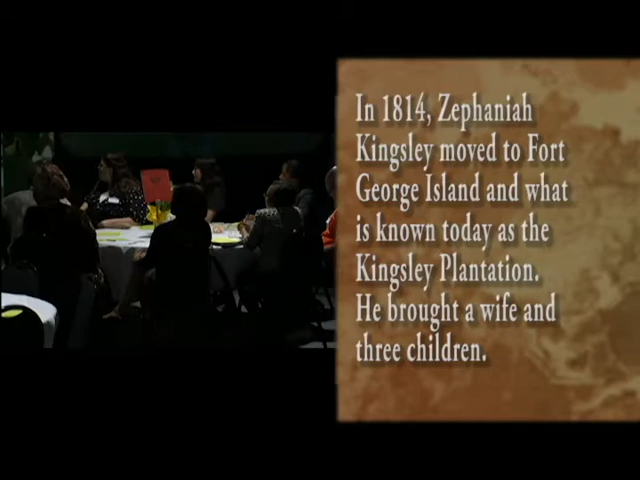 In 1814, Zephaniah
Kingsley moved to Fort
George Island and what
is known today as the
Kingsley Plantation.
He brought a wife and
three children.